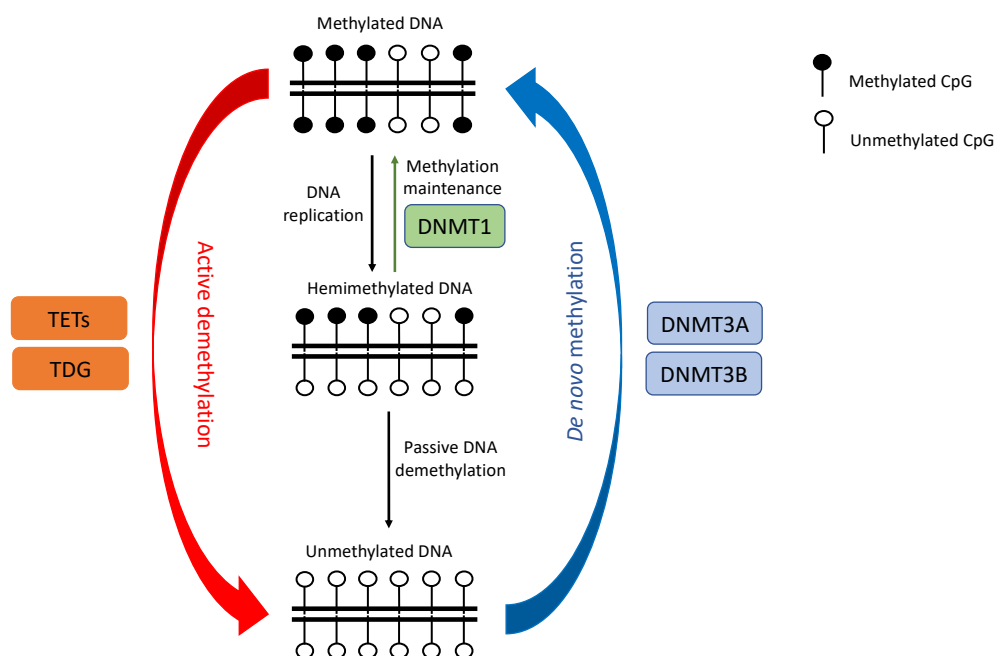 Methylated DNA
Methylated CpG
Unmethylated CpG
DNA
replication
Methylation
maintenance
DNMT1
Hemimethylated DNA
Active demethylation
De novo methylation
TETs
TDG
DNMT3A
DNMT3B
Passive DNA
demethylation
Unmethylated DNA